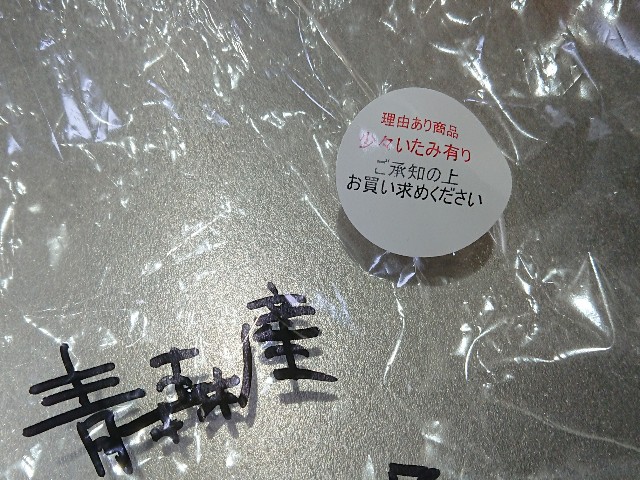 理由あり商品
少々いたみ有り
ご承知の上
お買い求めください
青森産